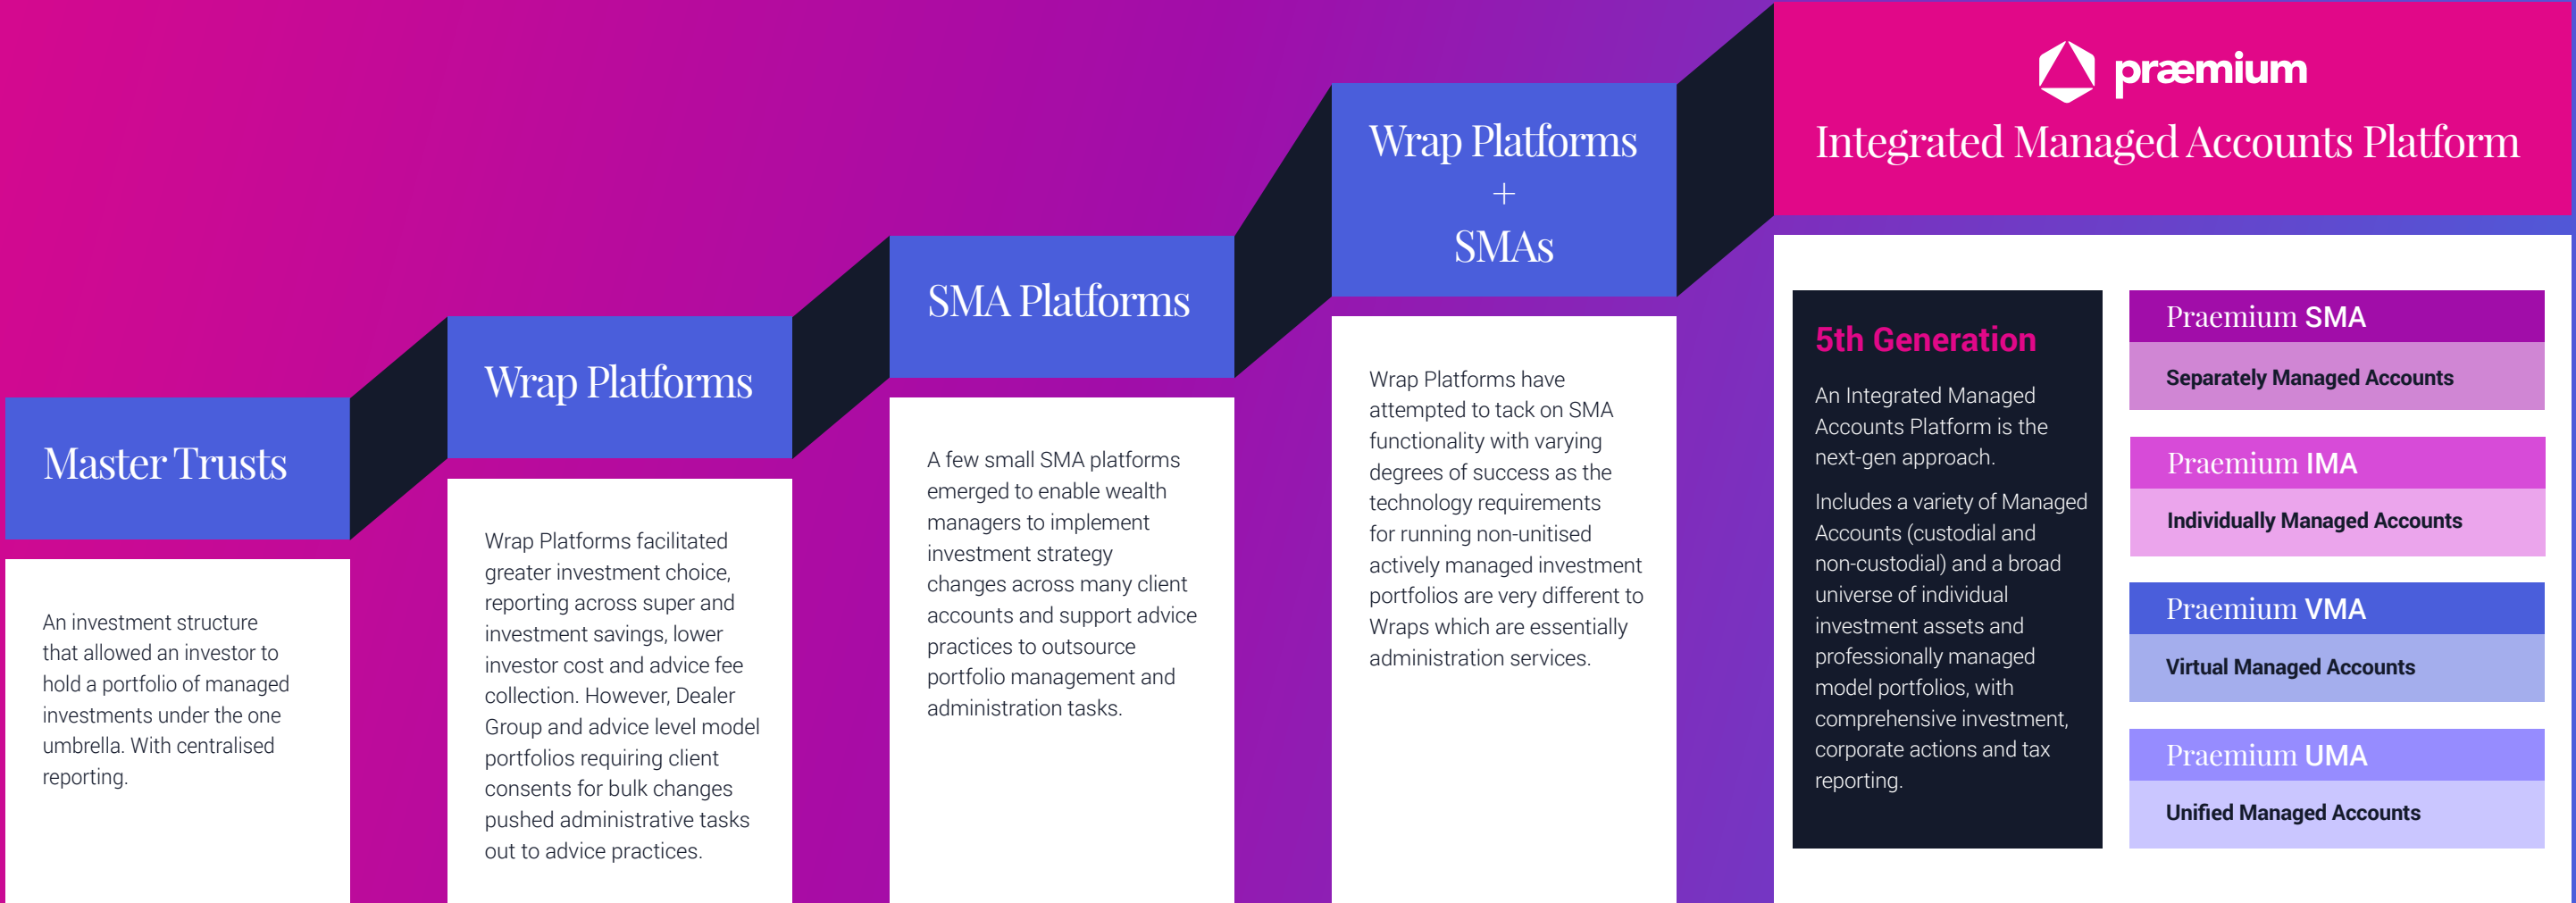 Master Trusts
An investment structure
that allowed an investor to
hold a portfolio of managed
investments under the one
umbrella. With centralised
reporting.
Wrap Platforms
Wrap Platforms facilitated
greater investment choice,
reporting across super and
investment savings, lower
investor cost and advice fee
collection. However, Dealer
Group and advice level model
portfolios requiring client
consents for bulk changes
pushed administrative tasks
out to advice practices.
SMA Platforms
A few small SMA platforms
emerged to enable wealth
managers to implement
investment strategy
changes across many client
accounts and support advice
practices to outsource
portfolio management and
administration tasks.
Wrap Platforms
+
SMAs
Wrap Platforms have
attempted to tack on SMA
functionality with varying
degrees of success as the
technology requirements
for running non-unitised
actively managed investment
portfolios are very different to
Wraps which are essentially
administration services.
præmium
Integrated Managed Accounts Platform
5th Generation
An Integrated Managed
Accounts Platform is the
next-gen approach.
Includes a variety of Managed
Accounts (custodial and
non-custodial) and a broad
universe of individual
investment assets and
professionally managed
model portfolios, with
comprehensive investment,
corporate actions and tax
reporting.
Praemium SMA
Separately Managed Accounts
Praemium IMA
Individually Managed Accounts
Praemium VMA
Virtual Managed Accounts
Praemium UMA
Unified Managed Accounts